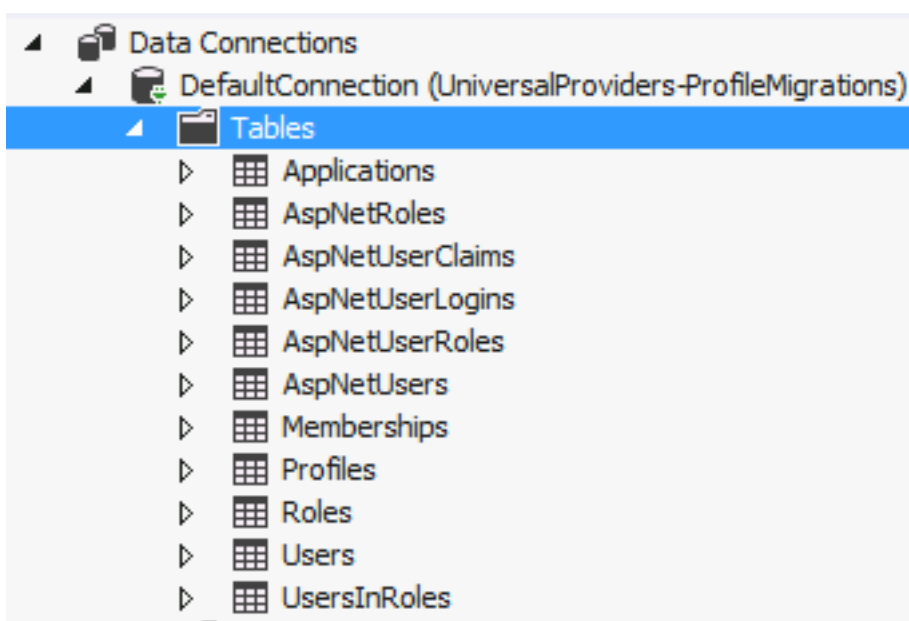 Data Connections
DefaultConnection (UniversalProviders-ProfileMigrations)
Tables
Applications
AspNetRoles
AspNetUserClaims
AspNetUserLogins
AspNetUserRoles
AspNetUsers
Memberships
Profiles
Roles
Users
UsersInRoles